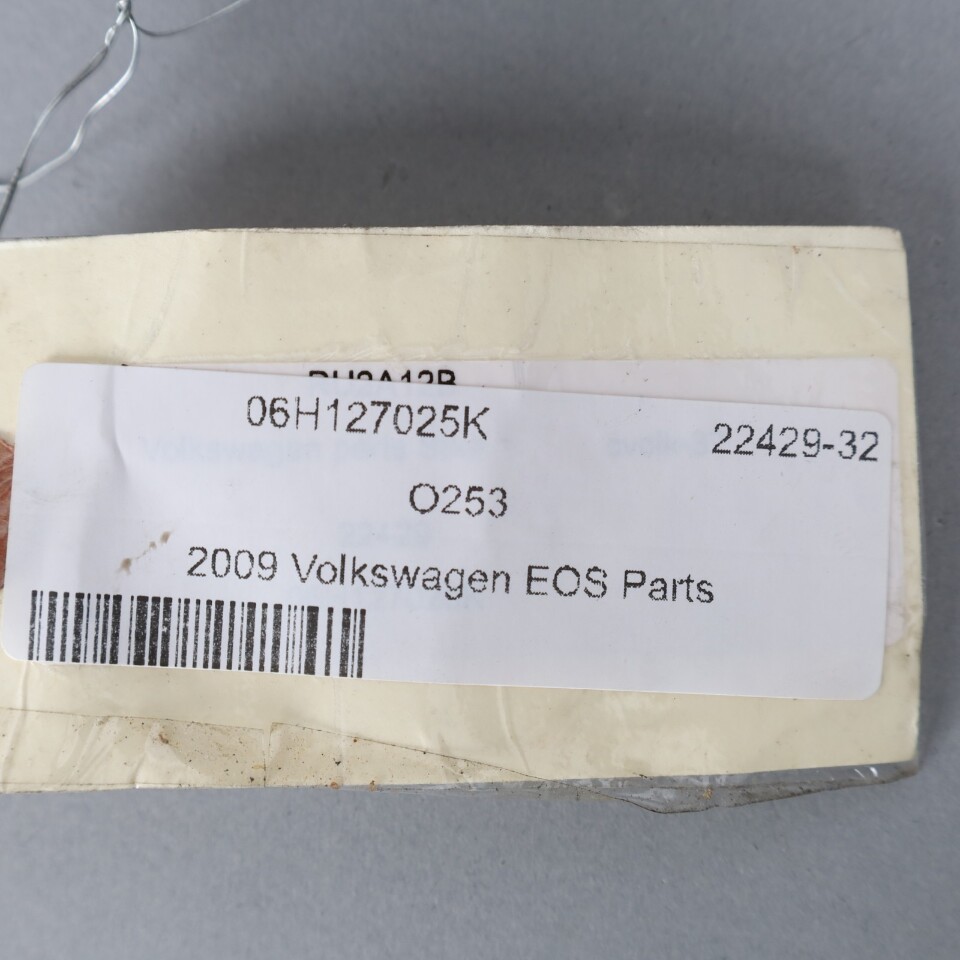 06H127025K
22429-32
O253
2009 Volkswagen EOS Parts